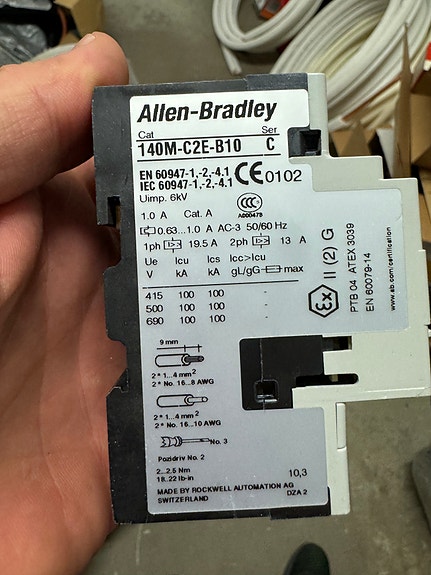 Allen-Bradley
Cat Ser
140M-C2E-B10 C
EN 60947-1,-2,-4.1
IEC 60947-1,-2,-4.1
CE 0102
Uimp. 6kV
CCC
1.0 A Cat. A
A000478
0.63...1.0 A AC-3 50/60 Hz
1ph 19.5 A 2ph 13 A
Ue Icu Ics Icc>Icu
V kA kA gL/gG max
415 100 100 -
500 100 100 -
690 100 100 -
9 mm
2 * 1...4 mm²
2 * No. 16...8 AWG
2 * 1...4 mm²
2 * No. 16...10 AWG
No. 3
Pozidriv No. 2
2...2,5 Nm
18...22 lb-in
10,3
MADE BY ROCKWELL AUTOMATION AG
SWITZERLAND
DZA 2
Ex II (2) G
PTB 04 ATEX 3039
EN 60079-14
www.ab.com/certification